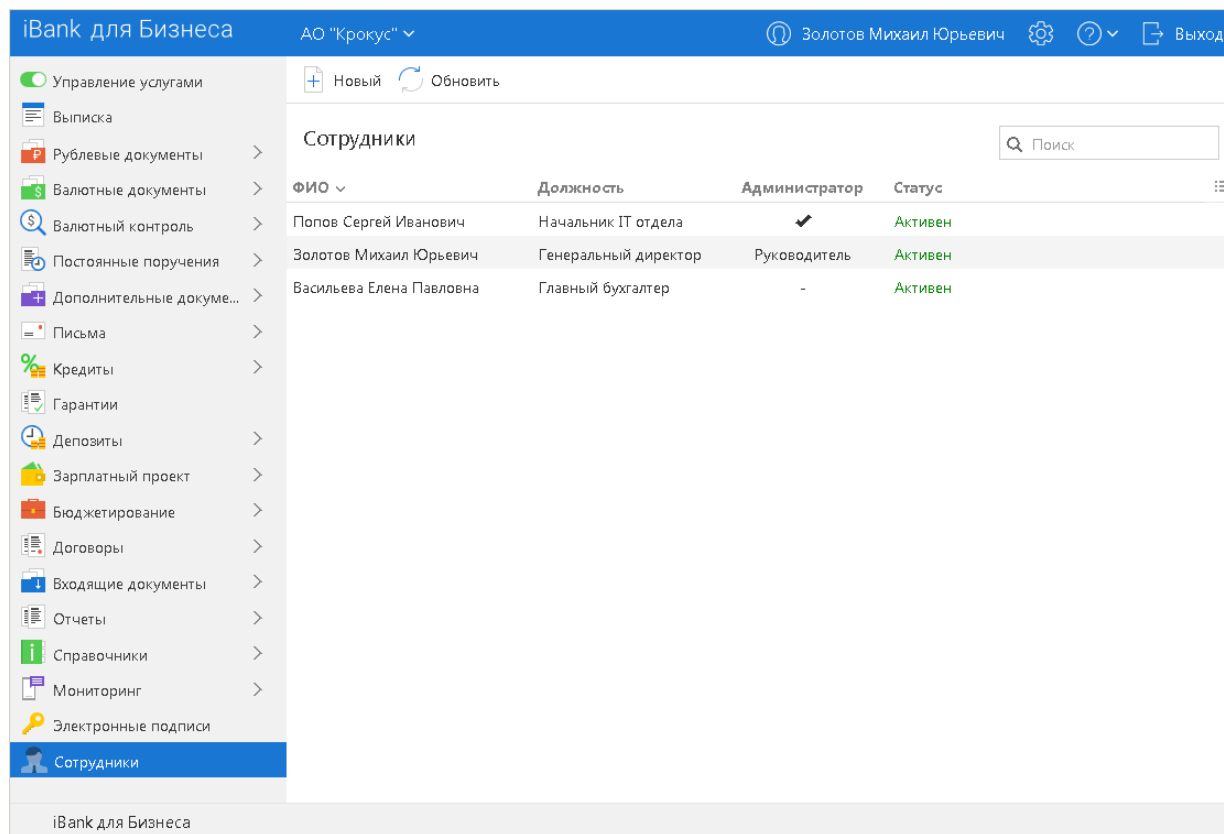 iBank для Бизнеса
АО "Крокус"
Золотов Михаил Юрьевич
Выход
Управление услугами
Выписка
Рублевые документы
Валютные документы
Валютный контроль
Постоянные поручения
Дополнительные докуме...
Письма
Кредиты
Гарантии
Депозиты
Зарплатный проект
Бюджетирование
Договоры
Входящие документы
Отчеты
Справочники
Мониторинг
Электронные подписи
Сотрудники
Новый Обновить
Сотрудники
Поиск
ФИО Должность Администратор Статус
Попов Сергей Иванович Начальник IT отдела ✔ Активен
Золотов Михаил Юрьевич Генеральный директор Руководитель Активен
Васильева Елена Павловна Главный бухгалтер - Активен
iBank для Бизнеса